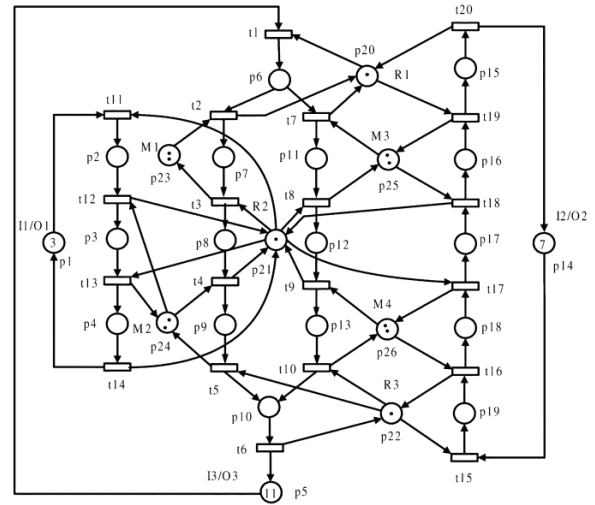 t20
t1
p20
R1
p15
p6
t11
t2
t7
t19
M1
M3
p2
p23
p7
p11
p25
p16
t12
t3
R2
t8
t18
I1/O1
I2/O2
3
p3
p8
p21
p12
p17
7
p1
p14
t13
t4
t9
t17
M4
p4
M2
p24
p9
p13
p26
p18
t14
t5
t10
t16
R3
p10
p22
p19
t6
t15
I3/O3
11
p5